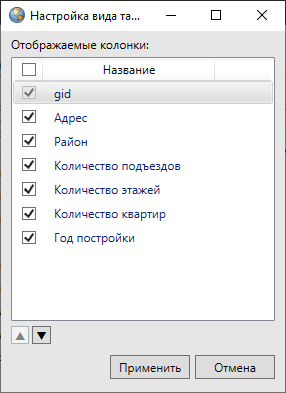 Настройка вида та...
Отображаемые колонки:
Название
gid
Адрес
Район
Количество подъездов
Количество этажей
Количество квартир
Год постройки
Применить Отмена